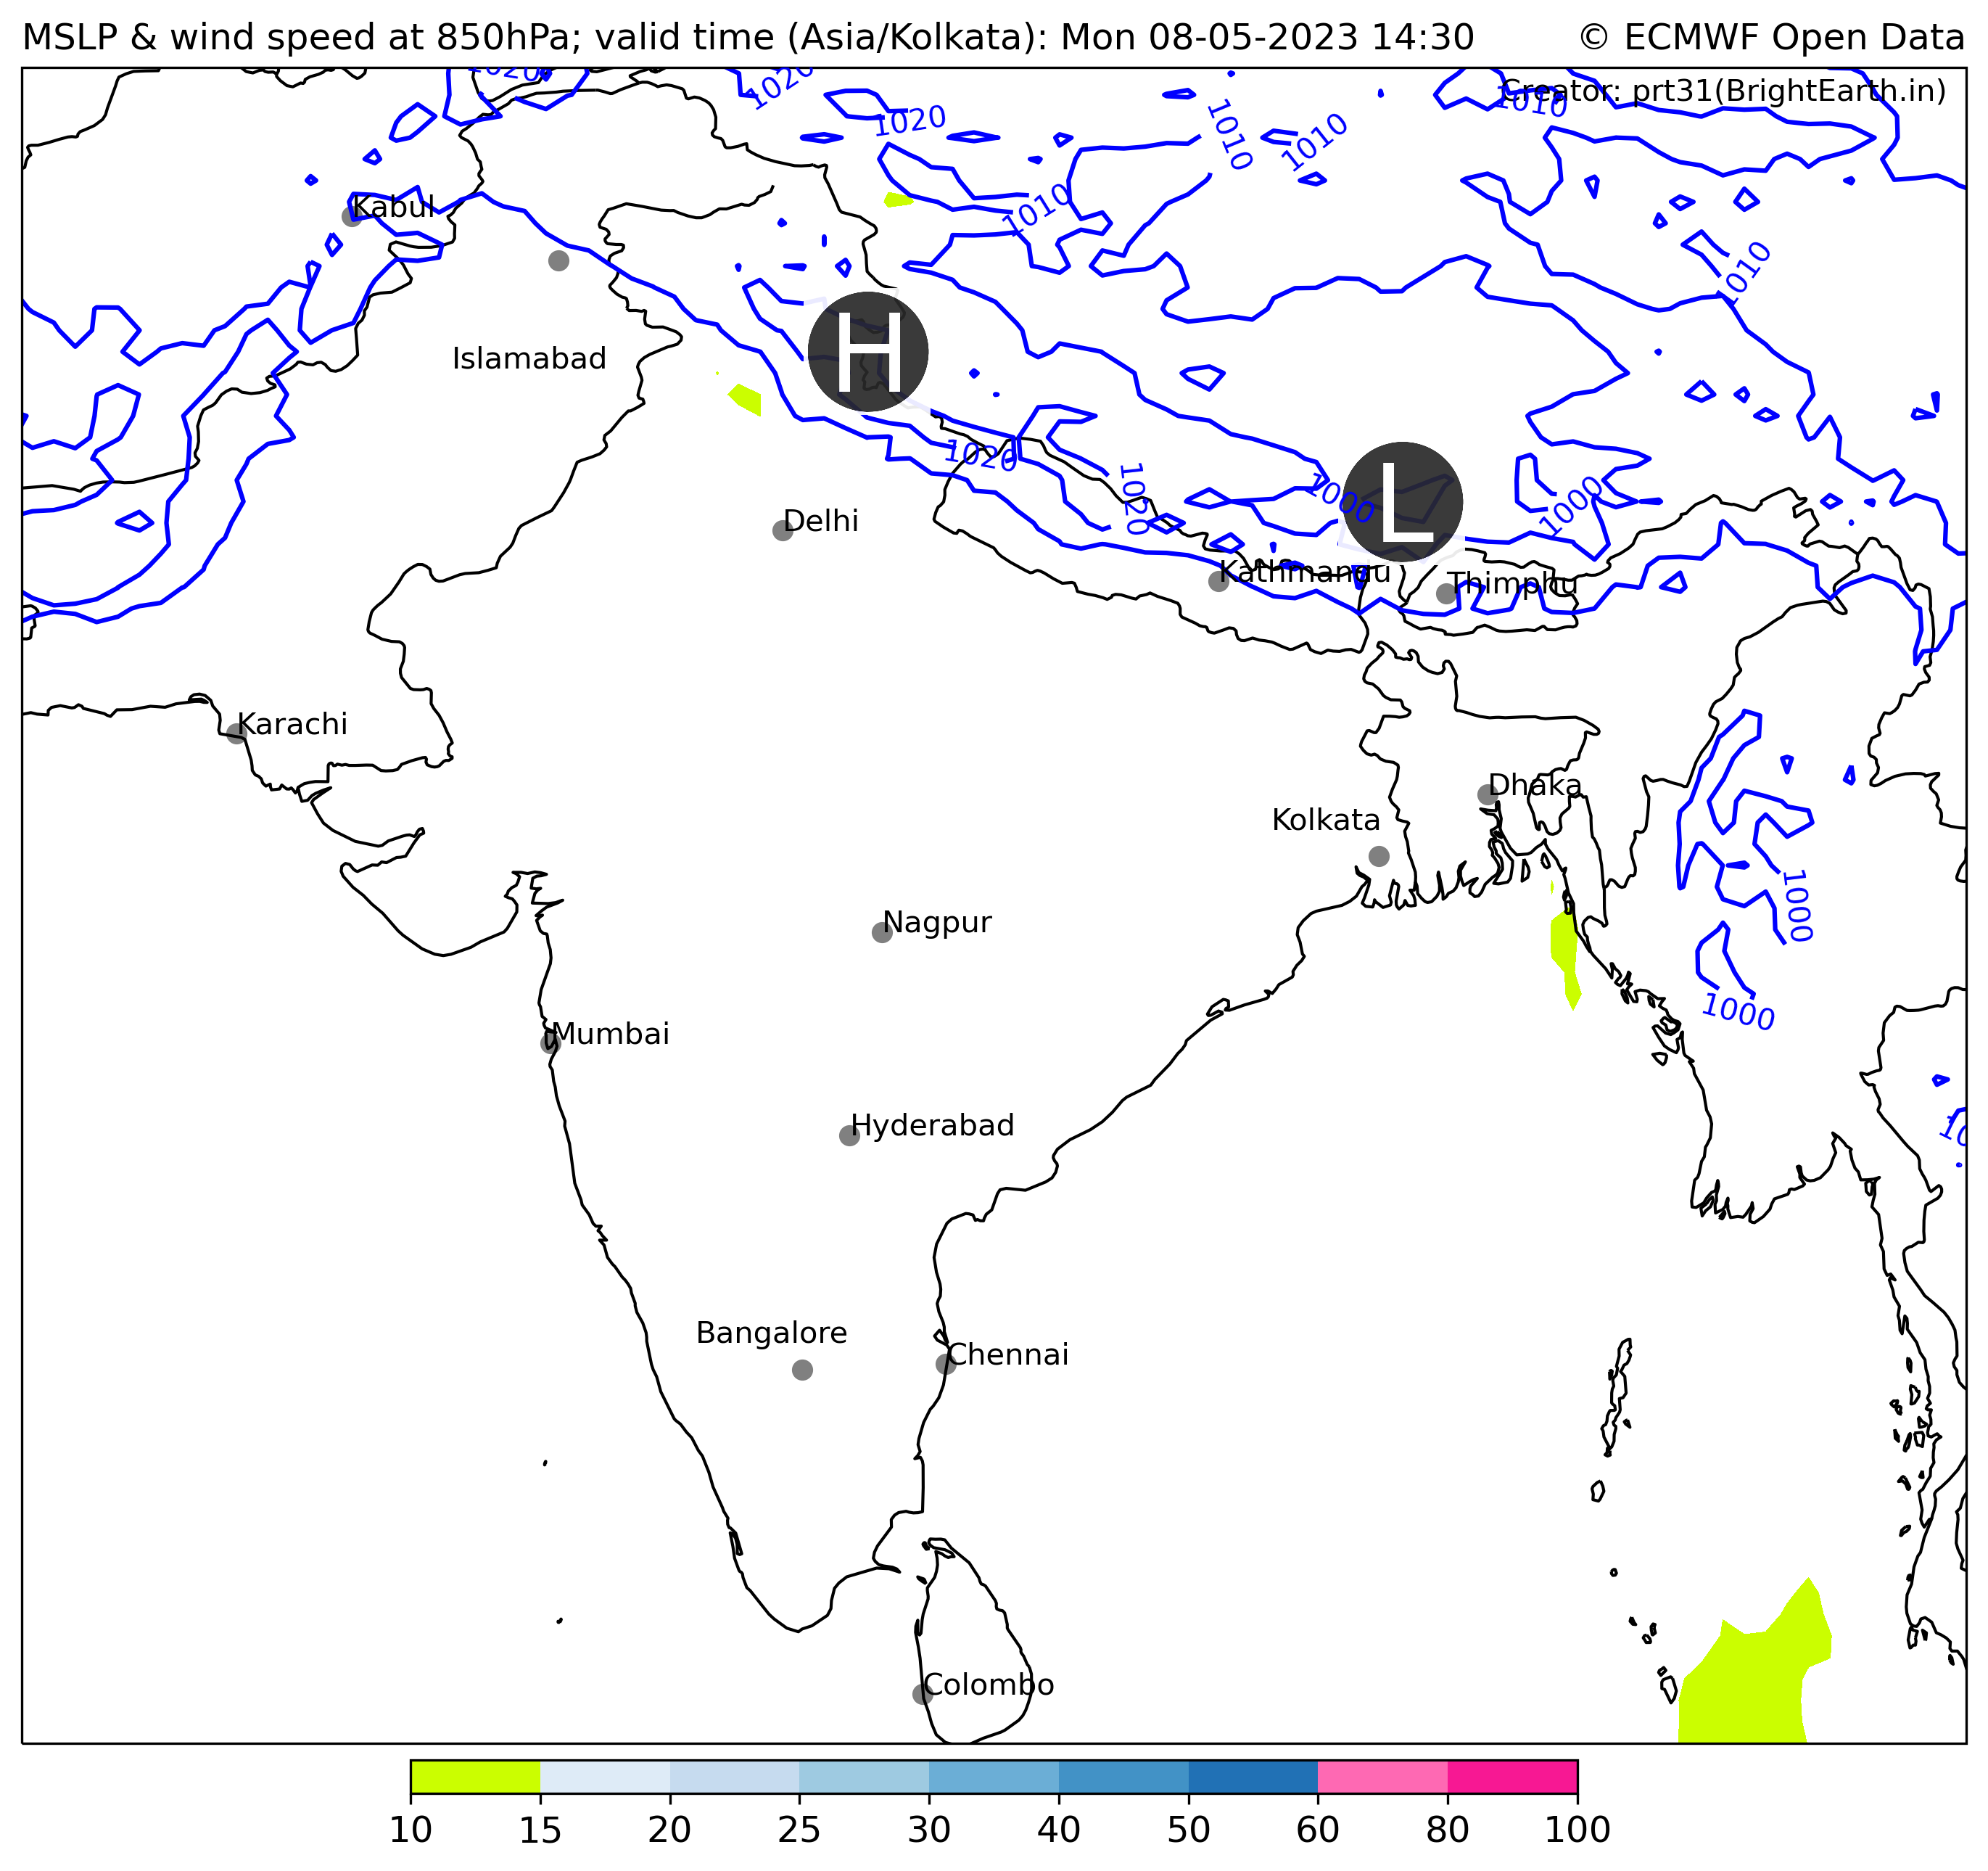 MSLP & wind speed at 850hPa; valid time (Asia/Kolkata): Mon 08-05-2023 14:30
© ECMWF Open Data
Creator: prt31(BrightEarth.in)
1020
1020
1020
1010
1010
1010
1010
1010
Kabul
Islamabad
H
1020
1020
1000
L
1000
Delhi
Kathmandu
Thimphu
Karachi
Dhaka
Kolkata
Nagpur
1000
1000
Mumbai
Hyderabad
Bangalore
Chennai
Colombo
10 15 20 25 30 40 50 60 80 100